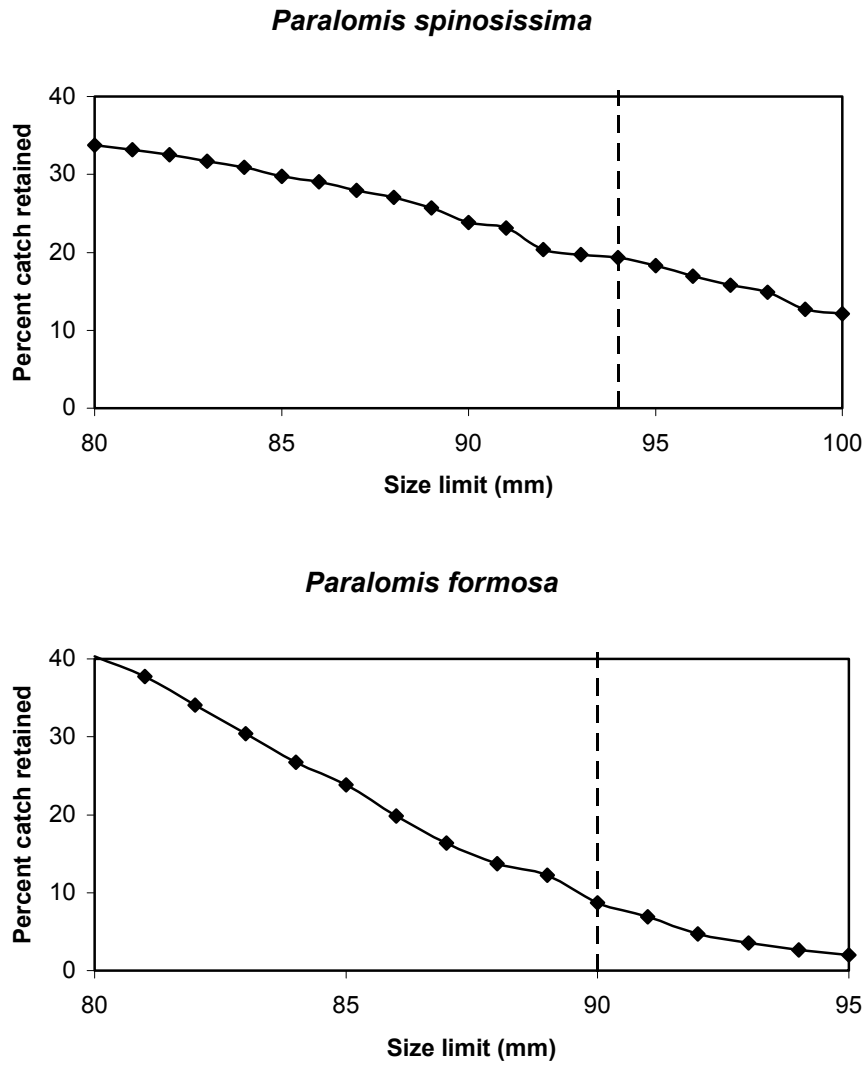 Paralomis spinosissima
40
30
20
10
0
Percent catch retained
80 85 90 95 100
Size limit (mm)
Paralomis formosa
40
30
20
10
0
Percent catch retained
80 85 90 95
Size limit (mm)